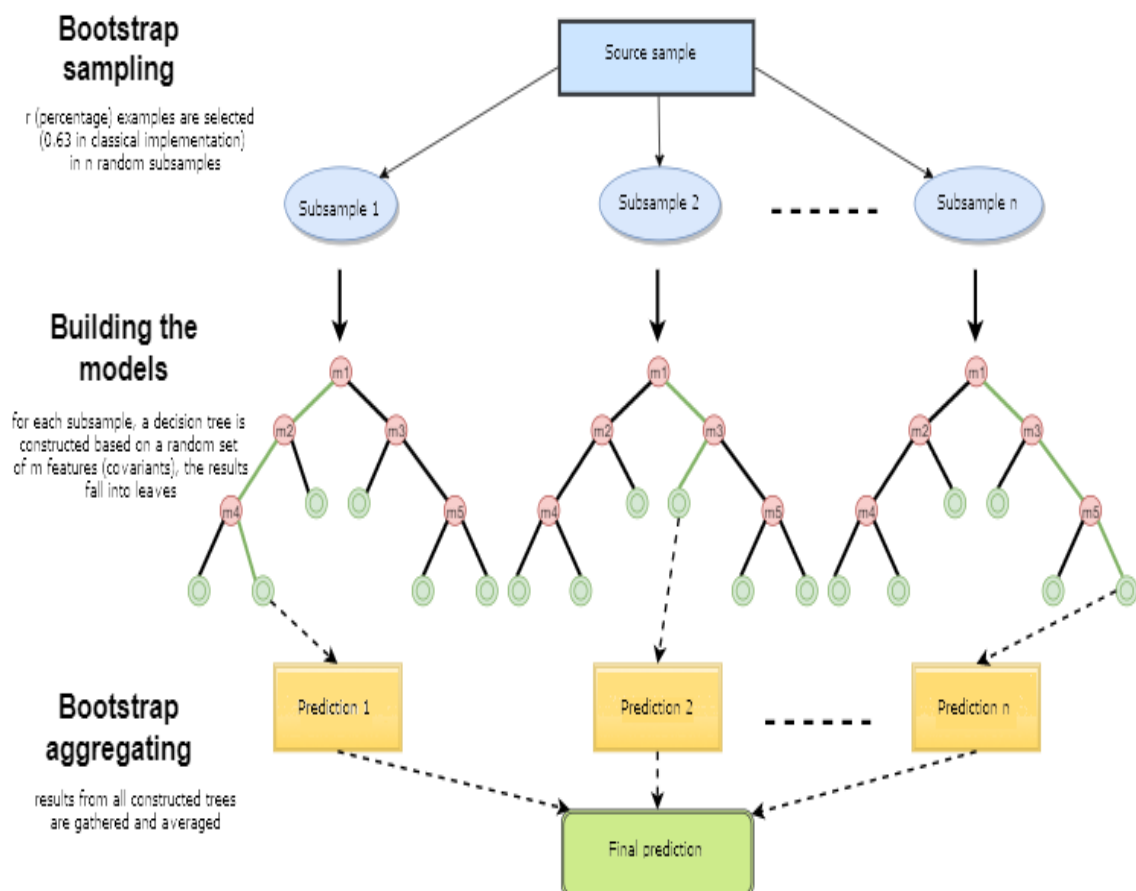 Bootstrap
sampling
r (percentage) examples are selected
(0.63 in classical implementation)
in n random subsamples
Source sample
Subsample 1
Subsample 2
Subsample n
Building the
models
for each subsample, a decision tree is
constructed based on a random set
of m features (covariants), the results
fall into leaves
m1
m2
m3
m4
m5
m1
m2
m3
m4
m5
m1
m2
m3
m4
m5
Bootstrap
aggregating
results from all constructed trees
are gathered and averaged
Prediction 1
Prediction 2
Prediction n
Final prediction